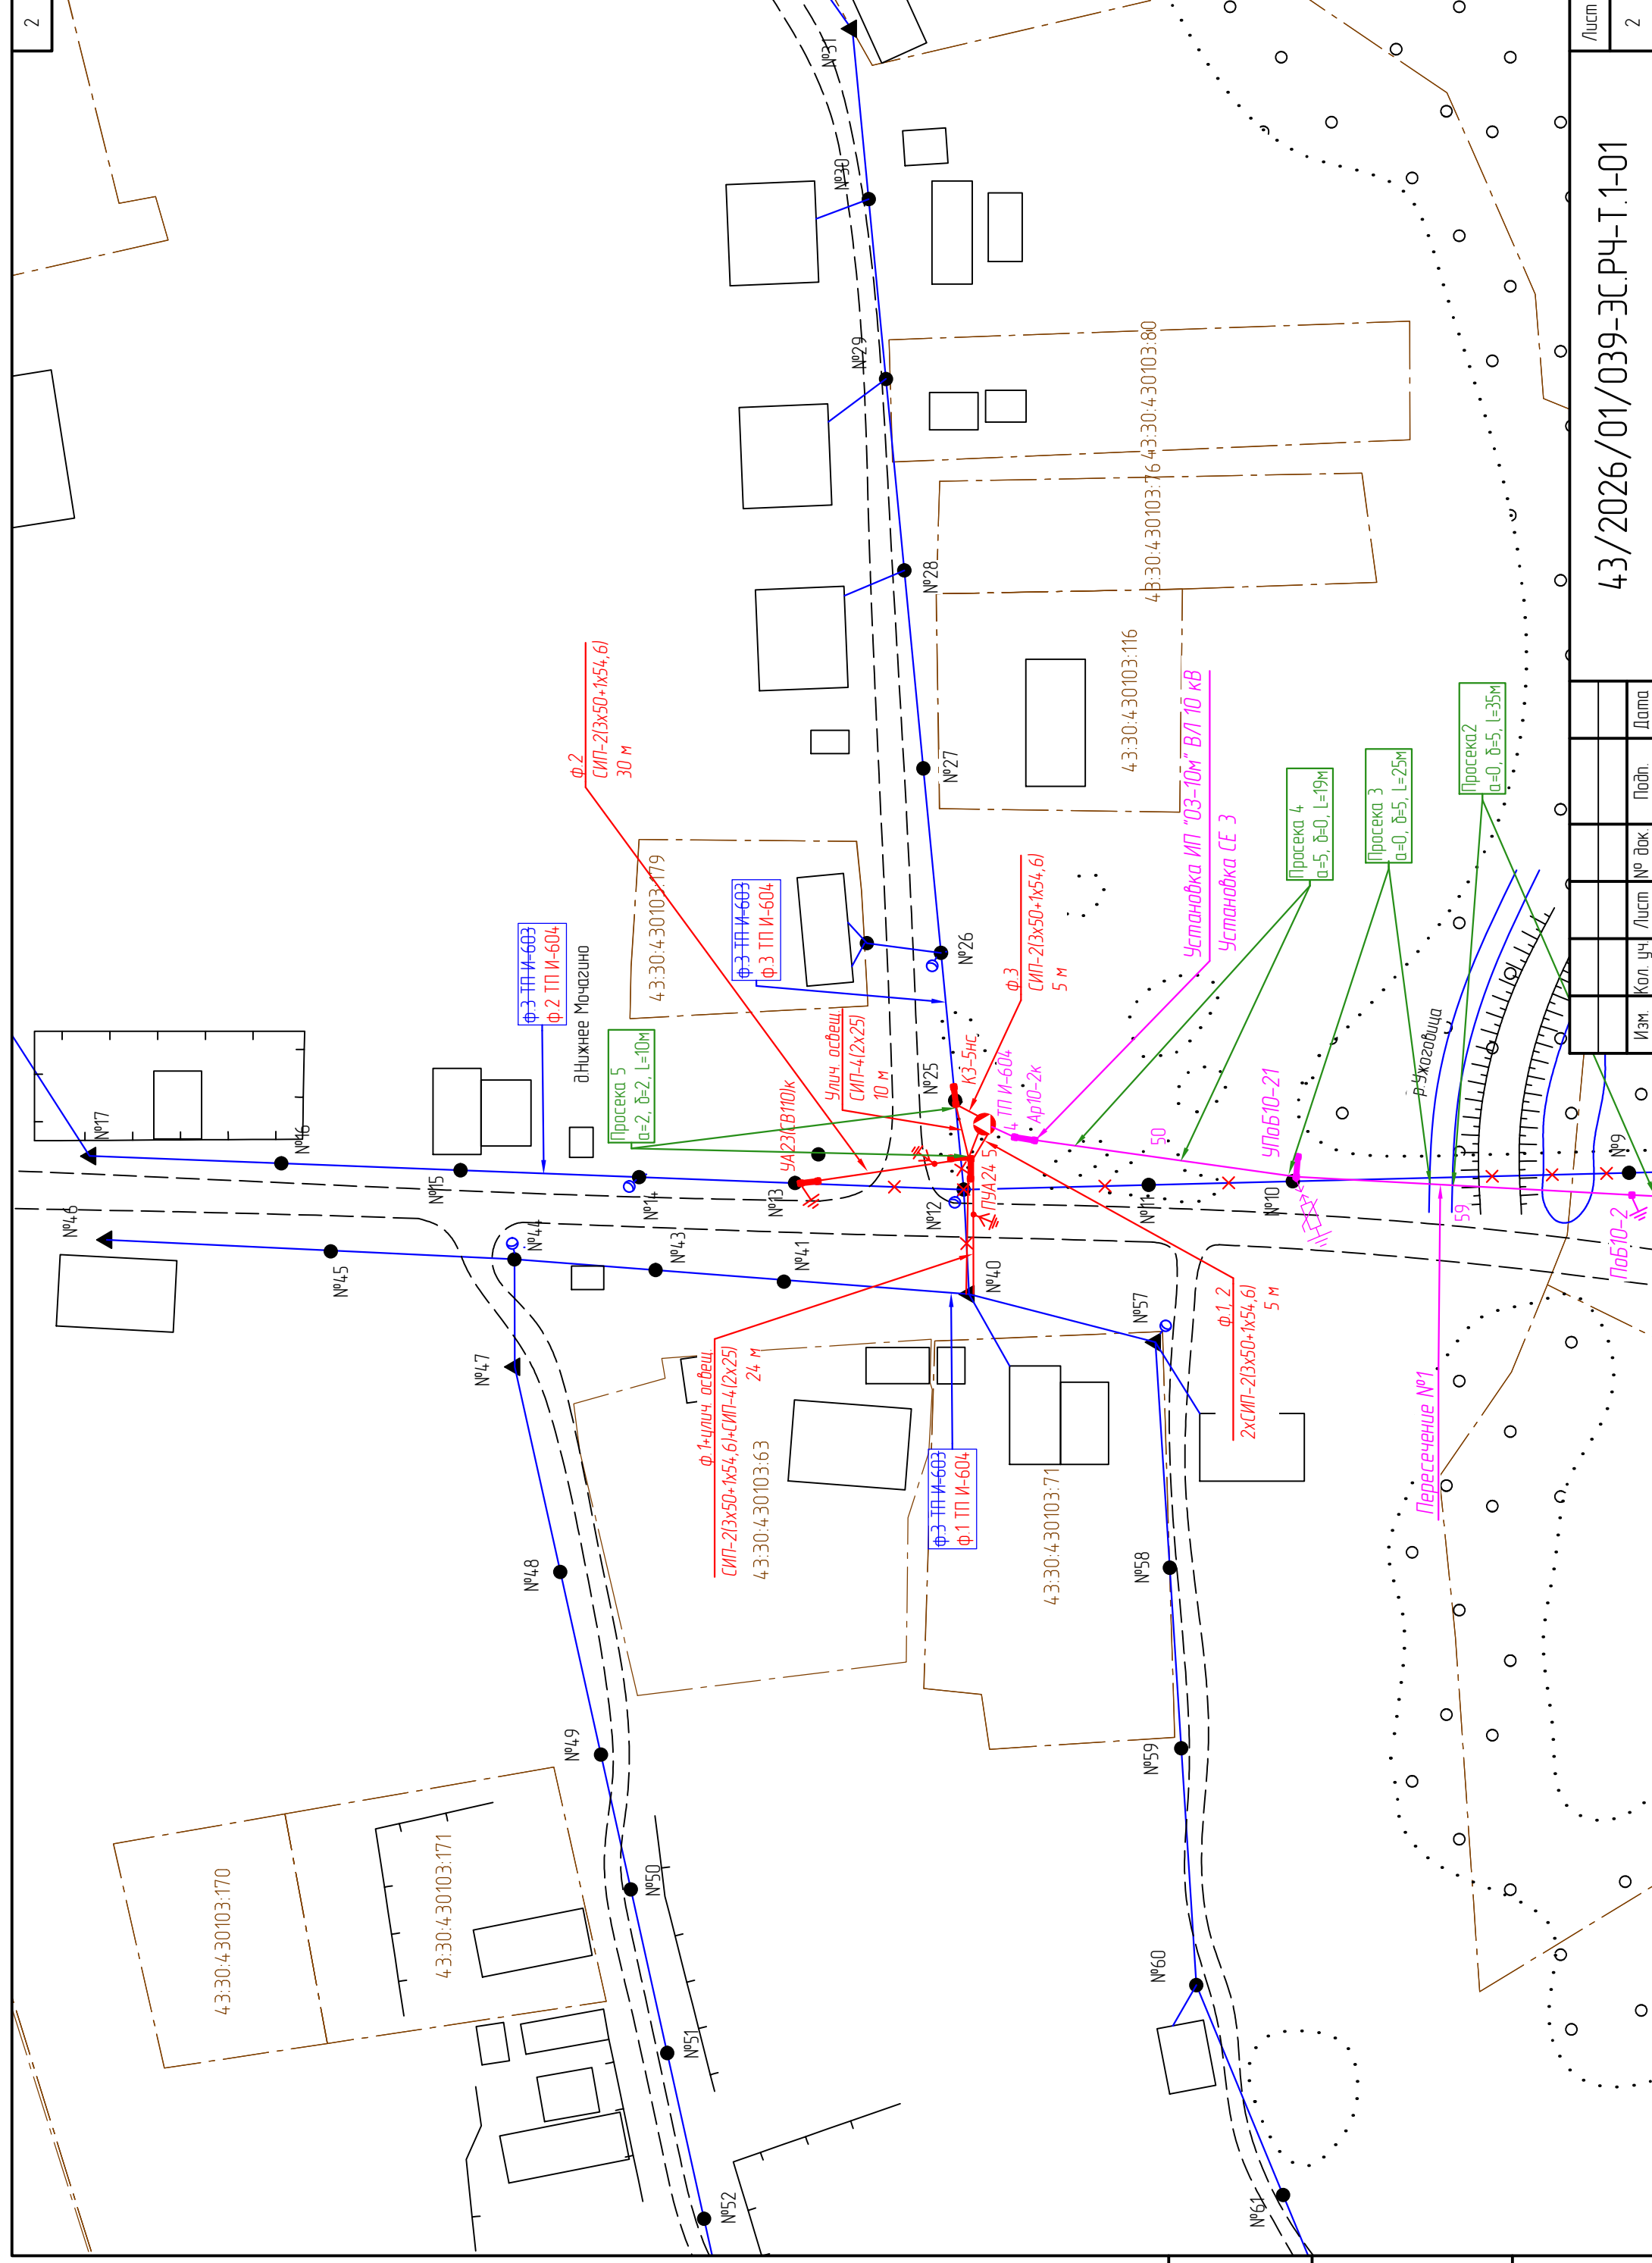 2
№31
№30
№29
№28
№27
№26
№25
№17
№16
№15
№14
№13
№12
№11
№10
№9
№46
№45
№44
№43
№41
№40
№47
№48
№49
№50
№51
№52
№57
№58
№59
№60
№61
43:30:430103:80
43:30:430103:76
43:30:430103:116
43:30:430103:179
43:30:430103:63
43:30:430103:71
43:30:430103:170
43:30:430103:171
ф.2
СИП-2(3х50+1х54,6)
30 м
ф.3 ТП И-603
ф.2 ТП И-604
д.Нижнее Мочагино
ф.3 ТП И-603
ф.3 ТП И-604
Просека 5
а=2, δ=2, L=10м
Улич. освещ.
СИП-4(2х25)
10 м
УА23(СВ110)к
К3-5нс
ф.3
СИП-2(3х50+1х54,6)
5 м
ТП И-604
4
Ар10-2к
5
ПУА24
Установка ИП "ОЗ-10м" ВЛ 10 кВ
Установка СЕ 3
Просека 4
а=5, δ=0, L=19м
Просека 3
а=0, δ=5, L=25м
Просека2
а=0, δ=5, l=35м
50
УПоБ10-21
р.Ужоговица
59
ПоБ10-2
Пересечение №1
ф.1, 2
2хСИП-2(3х50+1х54,6)
5 м
ф.1+улич. освещ.
СИП-2(3х50+1х54,6)+СИП-4(2х25)
24 м
ф.3 ТП И-603
ф.1 ТП И-604
Изм.
Кол. уч.
Лист
№ док.
Подп.
Дата
43/2026/01/039-ЭС.РЧ-Т.1-01
Лист
2